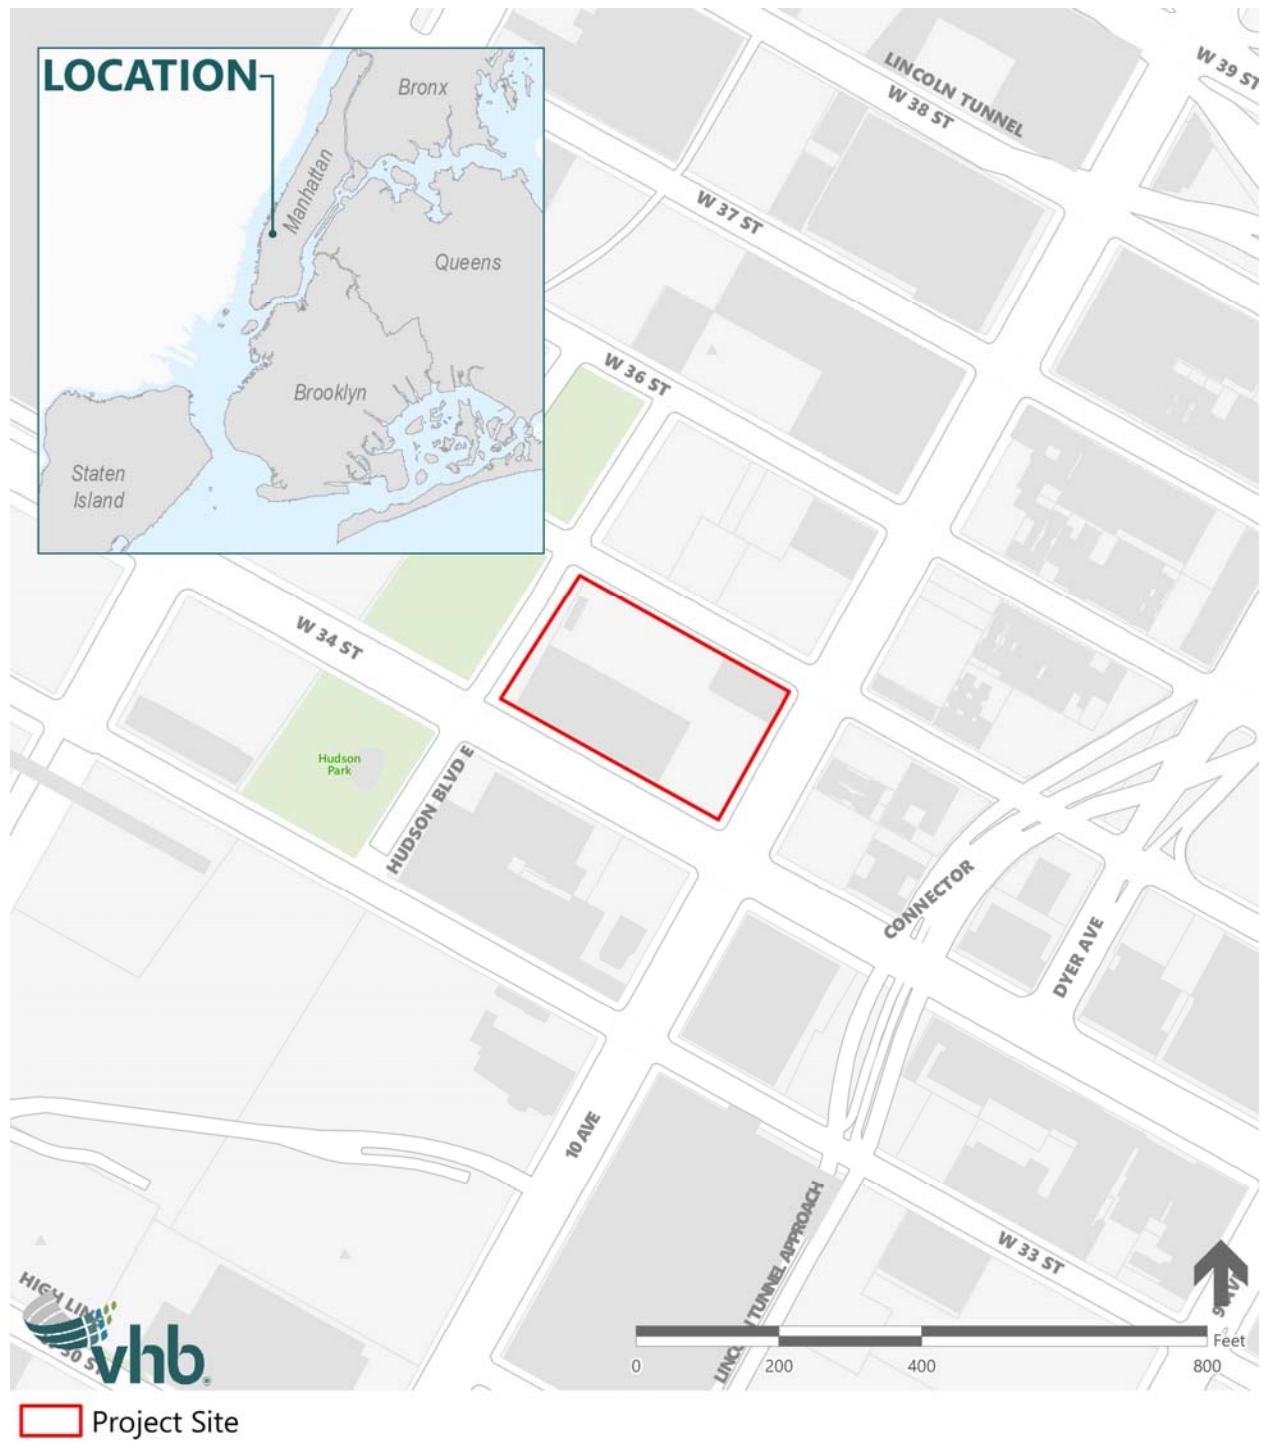 LOCATION
Bronx
Manhattan
Queens
Brooklyn
Staten
Island
LINCOLN TUNNEL
W 38 ST
W 39 ST
W 37 ST
W 36 ST
W 34 ST
Hudson
Park
HUDSON BLVD E
CONNECTOR
DYER AVE
10 AVE
W 33 ST
TUNNEL APPROACH
HIGH LIN
vhb
0
200
400
800
Feet
Project Site